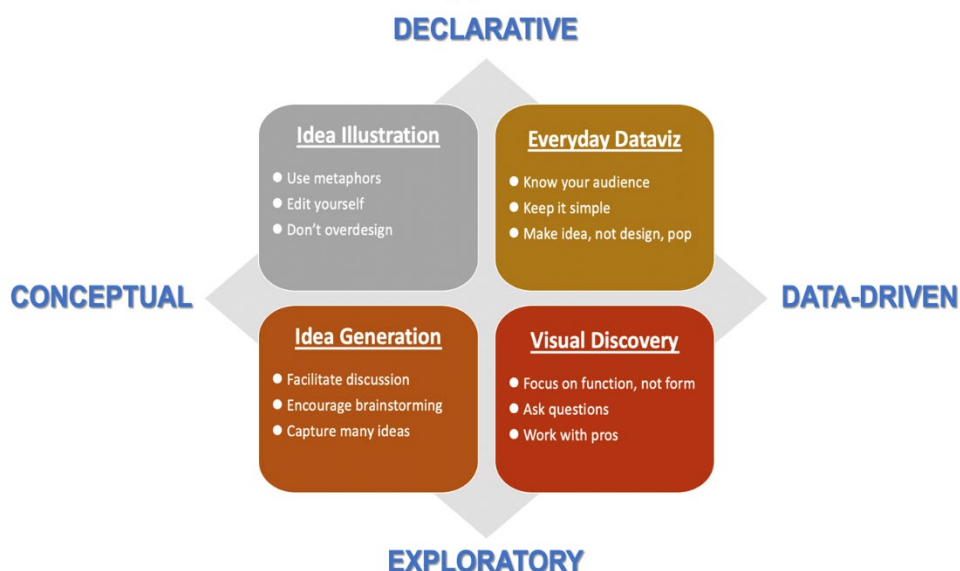 DECLARATIVE
Idea Illustration
● Use metaphors
● Edit yourself
● Don't overdesign
Everyday Dataviz
● Know your audience
● Keep it simple
● Make idea, not design, pop
CONCEPTUAL
DATA-DRIVEN
Idea Generation
● Facilitate discussion
● Encourage brainstorming
● Capture many ideas
Visual Discovery
● Focus on function, not form
● Ask questions
● Work with pros
EXPLORATORY